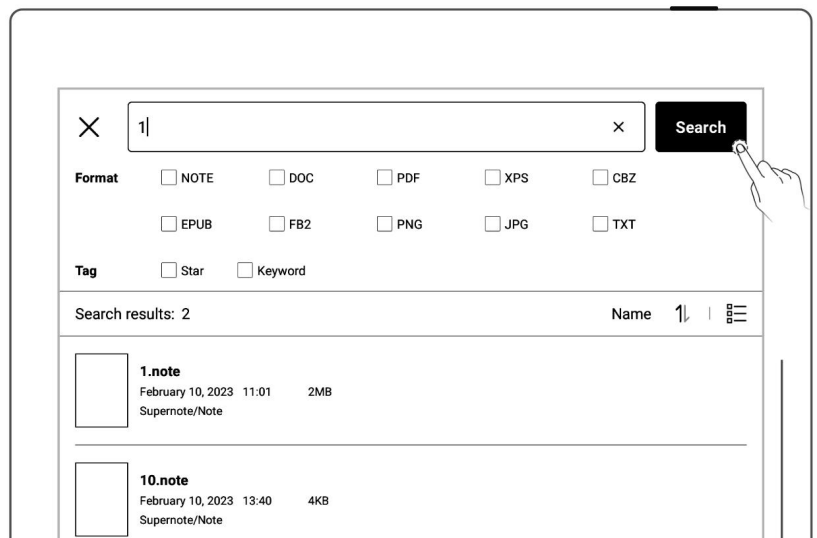 1 × Search
Format NOTE DOC PDF XPS CBZ
EPUB FB2 PNG JPG TXT
Tag Star Keyword
Search results: 2 Name
1.note
February 10, 2023 11:01 2MB
Supernote/Note
10.note
February 10, 2023 13:40 4KB
Supernote/Note